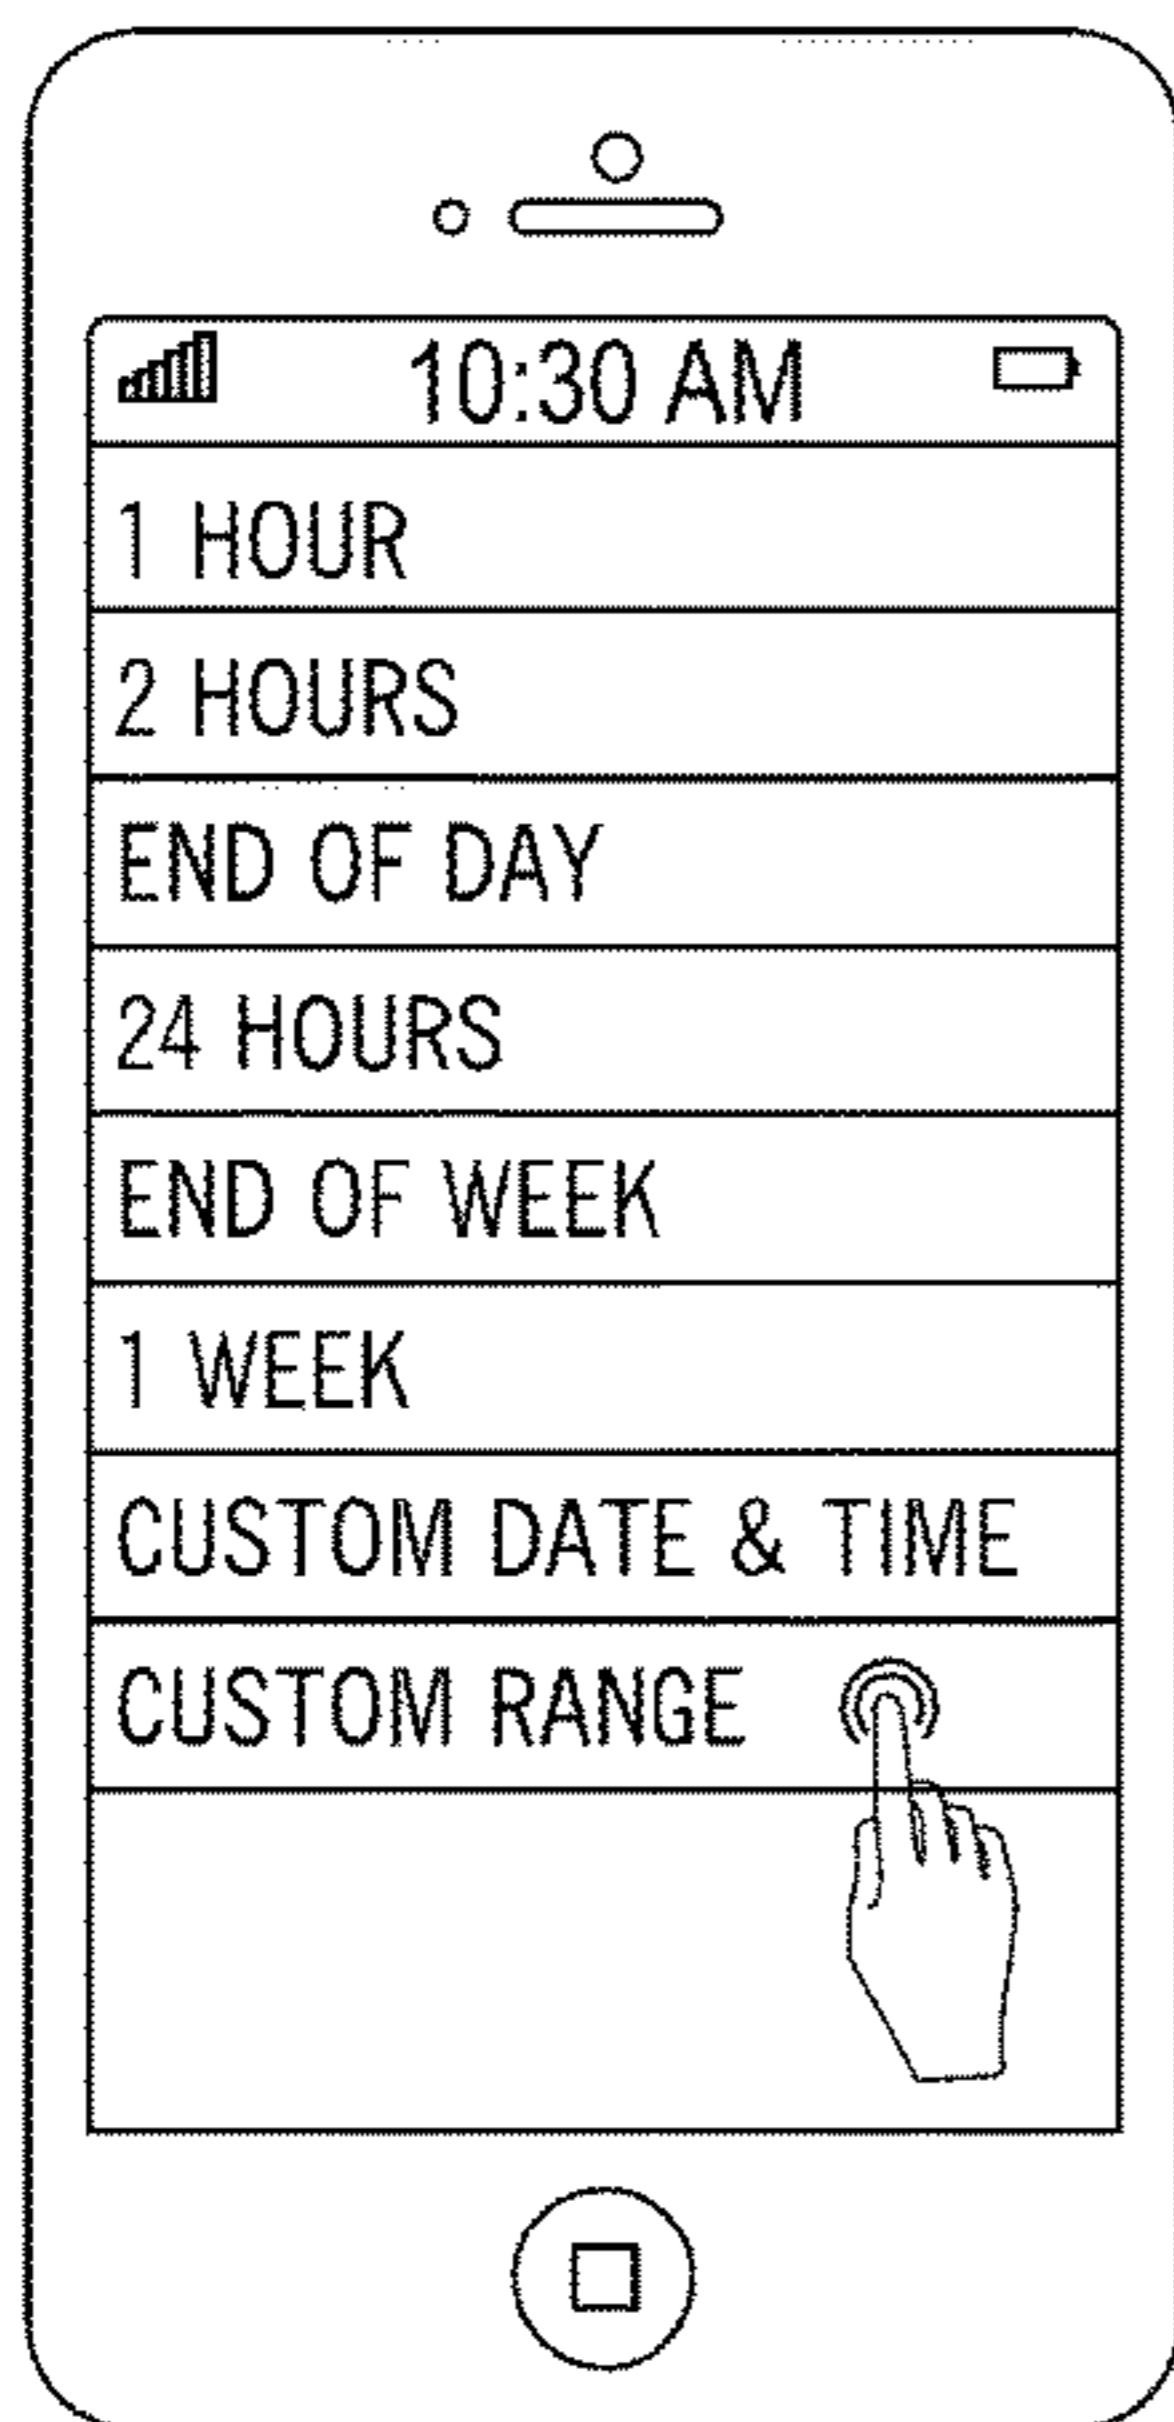 10:30 AM
1 HOUR
2 HOURS
END OF DAY
24 HOURS
END OF WEEK
1 WEEK
CUSTOM DATE & TIME
CUSTOM RANGE